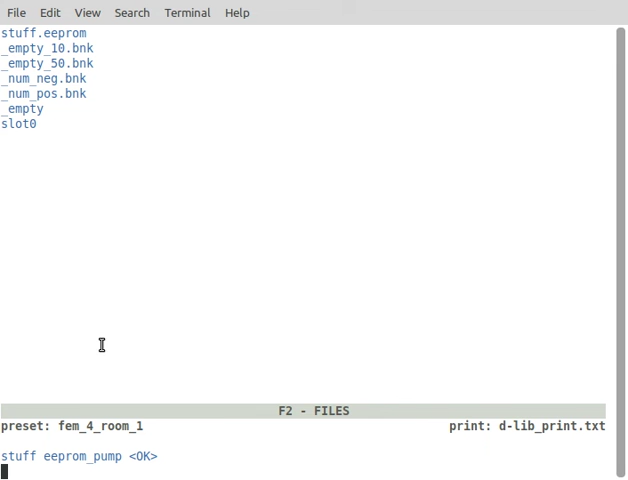 File Edit View Search Terminal Help
stuff.eeprom
_empty_10.bnk
_empty_50.bnk
_num_neg.bnk
_num_pos.bnk
_empty
slot0
F2 - FILES
preset: fem_4_room_1 print: d-lib_print.txt
stuff eeprom_pump <OK>